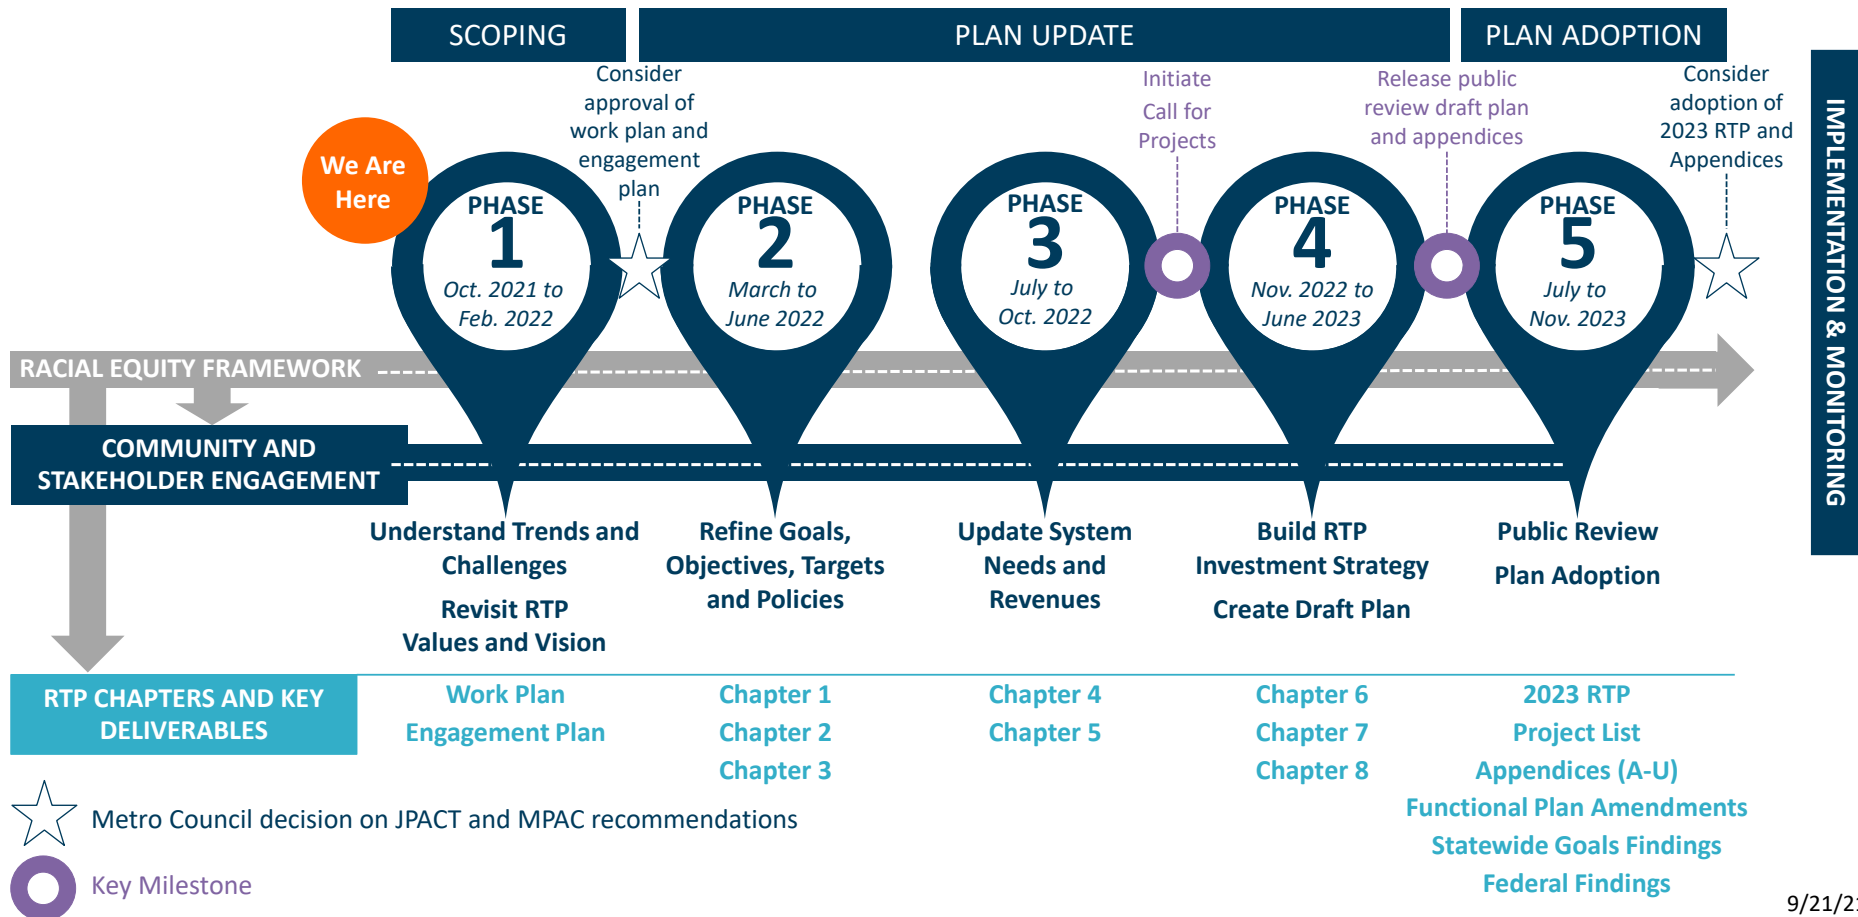 SCOPING
PLAN UPDATE
PLAN ADOPTION
Consider
approval of
work plan and
engagement
plan
Initiate
Call for
Projects
Release public
review draft plan
and appendices
Consider
adoption of
2023 RTP and
Appendices
IMPLEMENTATION & MONITORING
We Are
Here
PHASE
1
Oct. 2021 to
Feb. 2022
PHASE
2
March to
June 2022
PHASE
3
July to
Oct. 2022
PHASE
4
Nov. 2022 to
June 2023
PHASE
5
July to
Nov. 2023
RACIAL EQUITY FRAMEWORK
COMMUNITY AND
STAKEHOLDER ENGAGEMENT
Understand Trends and
Challenges
Revisit RTP
Values and Vision
Refine Goals,
Objectives, Targets
and Policies
Update System
Needs and
Revenues
Build RTP
Investment Strategy
Create Draft Plan
Public Review
Plan Adoption
RTP CHAPTERS AND KEY
DELIVERABLES
Work Plan
Engagement Plan
Chapter 1
Chapter 2
Chapter 3
Chapter 4
Chapter 5
Chapter 6
Chapter 7
Chapter 8
2023 RTP
Project List
Appendices (A-U)
Functional Plan Amendments
Statewide Goals Findings
Federal Findings
Metro Council decision on JPACT and MPAC recommendations
Key Milestone
9/21/21